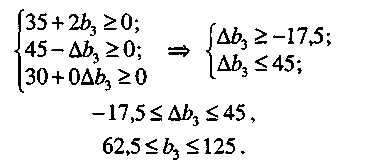 35 + 2b₃ ≥ 0;
45 − Δb₃ ≥ 0; ⇒ Δb₃ ≥ −17,5;
30 + 0Δb₃ ≥ 0 Δb₃ ≤ 45;
−17,5 ≤ Δb₃ ≤ 45,
62,5 ≤ b₃ ≤ 125.